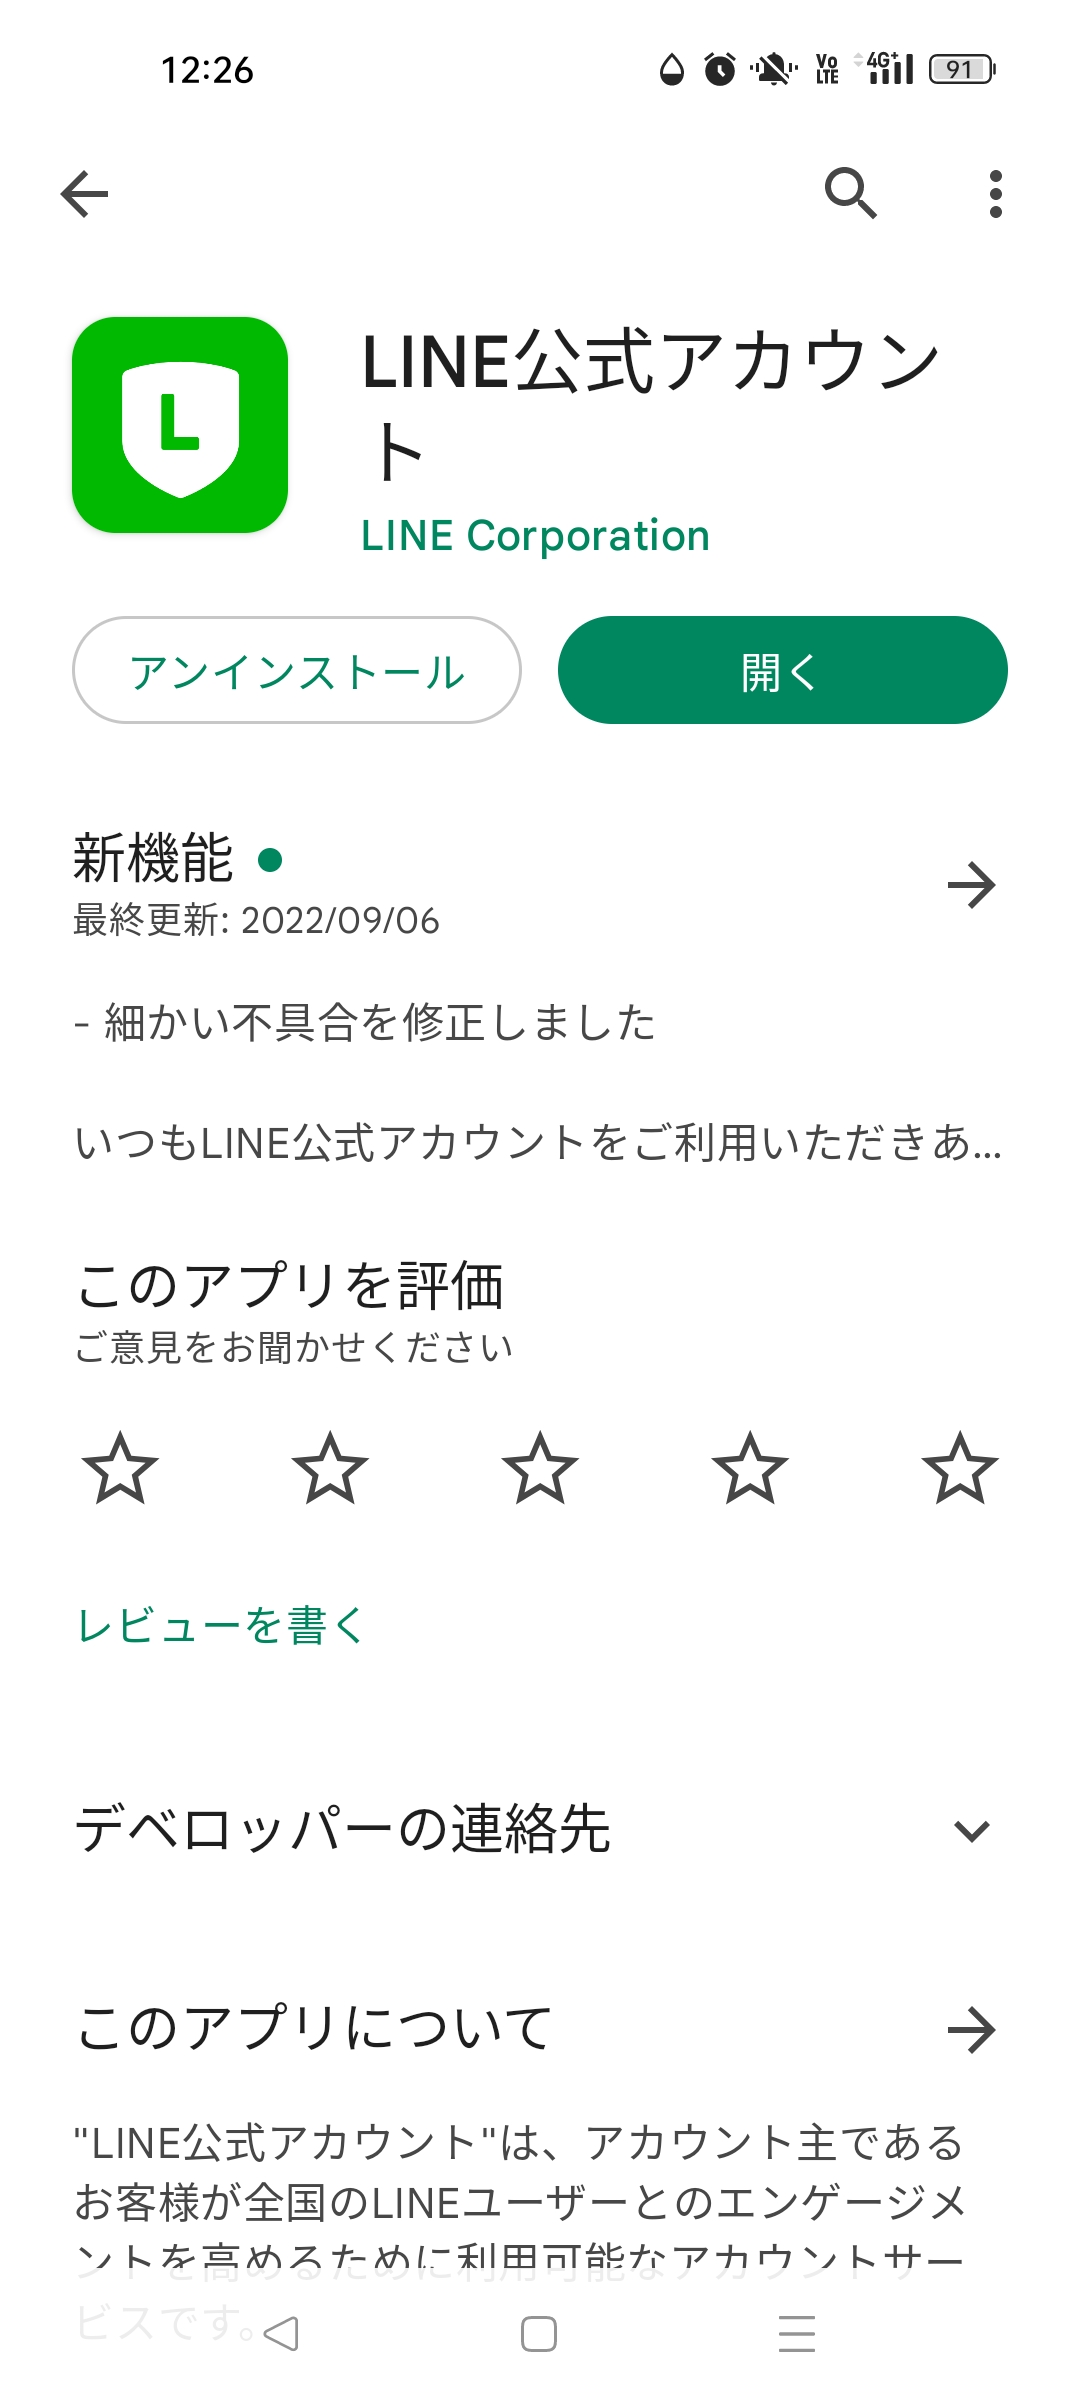 12:26
Vo LTE 4G+ 91
L
LINE公式アカウン
ト
LINE Corporation
アンインストール
開く
新機能
最終更新: 2022/09/06
- 細かい不具合を修正しました
いつもLINE公式アカウントをご利用いただきあ...
このアプリを評価
ご意見をお聞かせください
レビューを書く
デベロッパーの連絡先
このアプリについて
"LINE公式アカウント"は、アカウント主である
お客様が全国のLINEユーザーとのエンゲージメ
ントを高めるために利用可能なアカウントサー
ビスです。